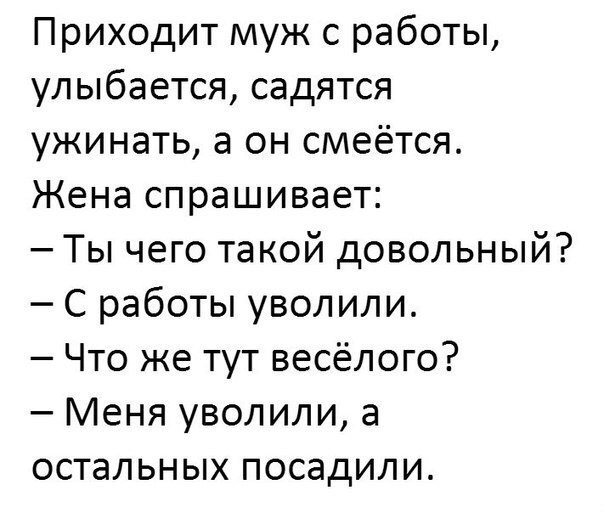 Приходит муж с работы,
улыбается, садятся
ужинать, а он смеётся.
Жена спрашивает:
– Ты чего такой довольный?
– С работы уволили.
– Что же тут весёлого?
– Меня уволили, а
остальных посадили.